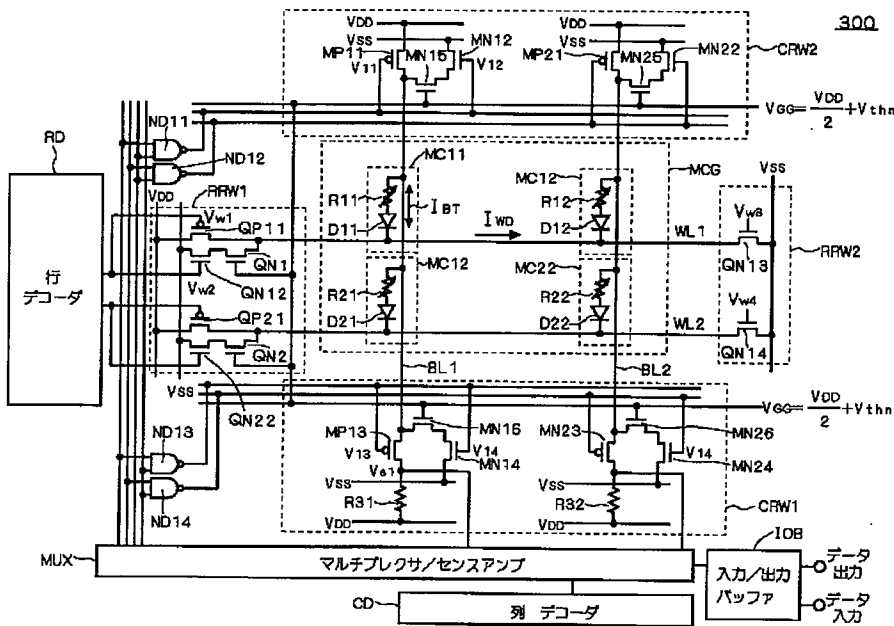 300
VDD
VSS
MP11
V11
MN15
MN12
V12
VDD
VSS
MP21
MN25
MN22
CRW2
VGG=VDD/2+Vthn
ND11
ND12
RD
行
デコーダ
VDD
RRW1
VW1
QP11
QN1
VW2
QN12
QP21
QN2
VSS
QN22
MC11
R11
D11
IBT
MC12
R21
D21
IWD
MCG
MC12
R12
D12
WL1
MC22
R22
D22
WL2
VSS
VW3
QN13
RRW2
VW4
QN14
BL1
BL2
VGG=VDD/2+Vthn
ND13
ND14
MP13
V13
MN15
V14
MN14
VS1
VSS
R31
VDD
MN23
MN26
V14
MN24
VSS
R32
VDD
CRW1
MUX
マルチプレクサ/センスアンプ
CD
列 デコーダ
IOB
入力/出力
バッファ
データ
出力
データ
入力